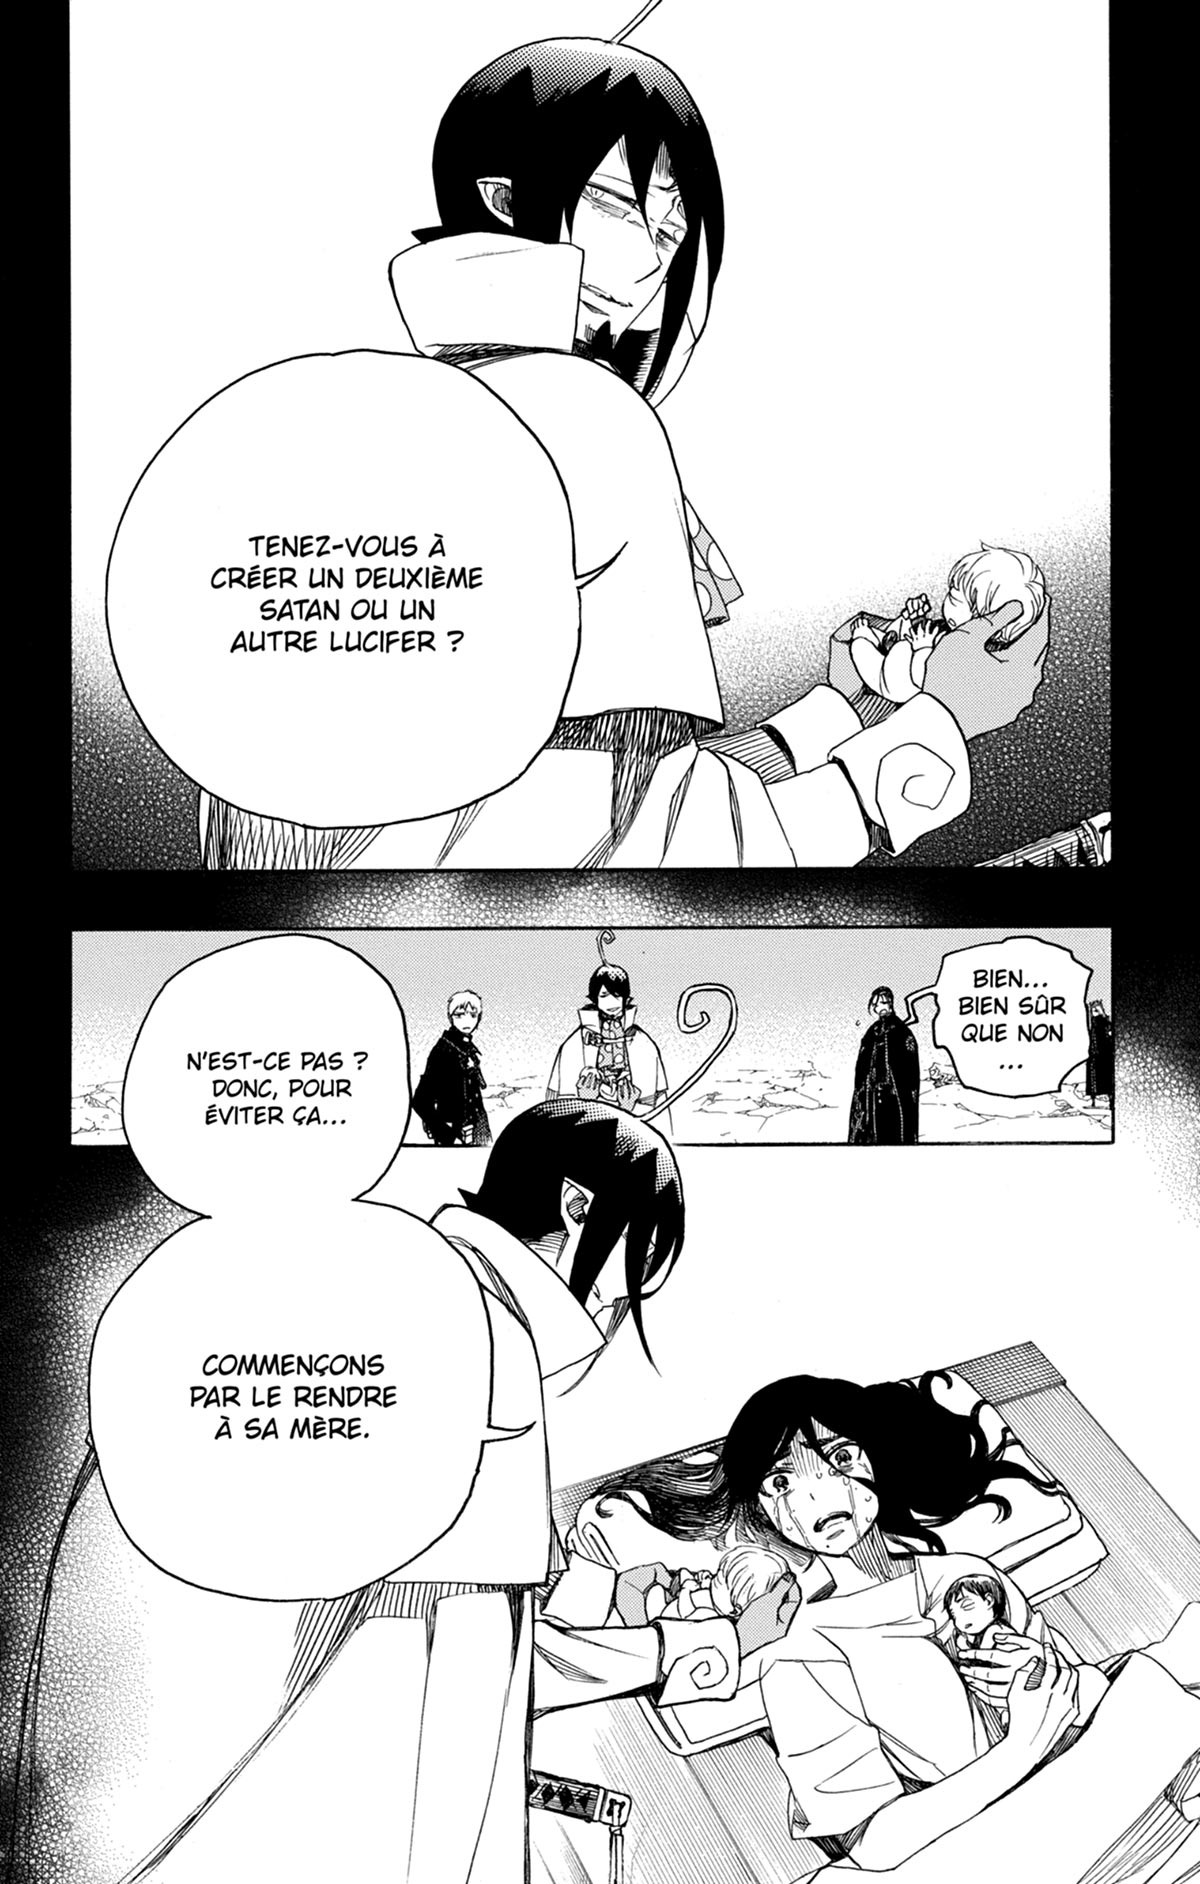 TENEZ-VOUS À
CRÉER UN DEUXIÈME
SATAN OU UN
AUTRE LUCIFER ?
BIEN...
BIEN SÛR
QUE NON
...
N'EST-CE PAS ?
DONC, POUR
ÉVITER ÇA...
COMMENÇONS
PAR LE RENDRE
À SA MÈRE.